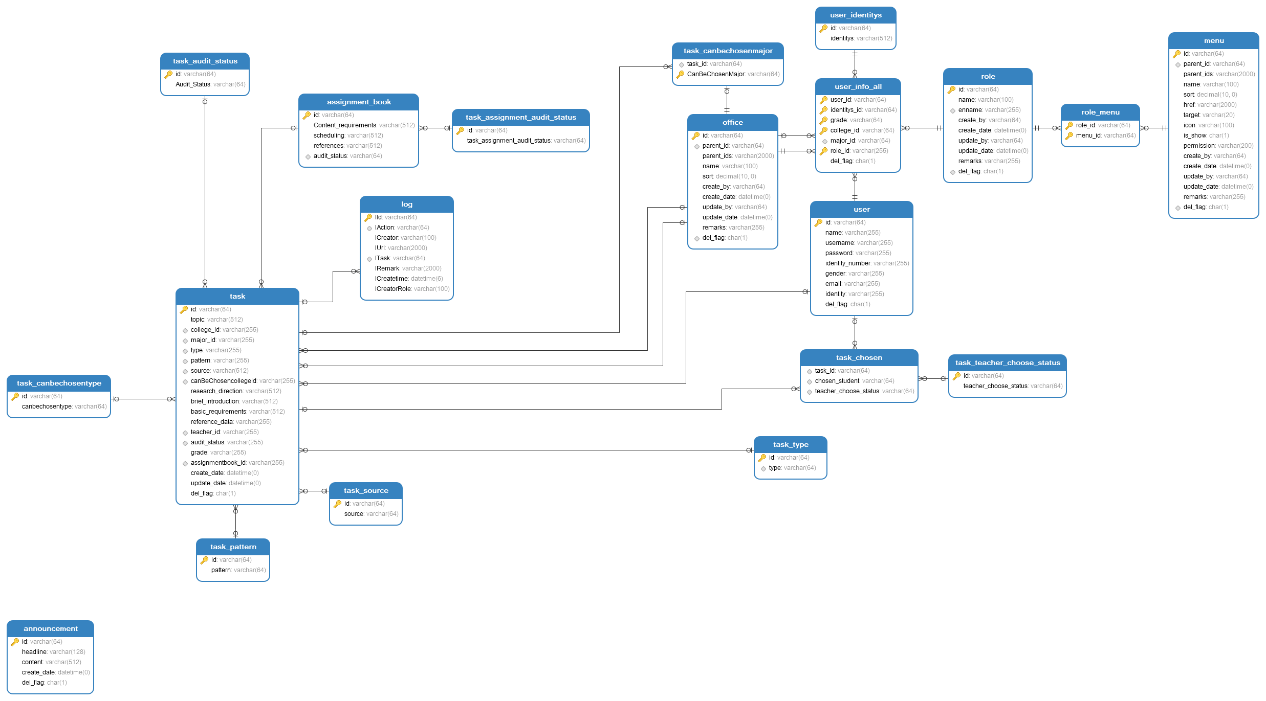 user_identitys
id: varchar(64)
identitys: varchar(512)
menu
id: varchar(64)
parent_id: varchar(64)
parent_ids: varchar(2000)
name: varchar(100)
sort: decimal(10, 0)
href: varchar(2000)
target: varchar(20)
icon: varchar(100)
is_show: char(1)
permission: varchar(200)
create_by: varchar(64)
create_date: datetime(0)
update_by: varchar(64)
update_date: datetime(0)
remarks: varchar(255)
del_flag: char(1)
task_canbechosenmajor
task_id: varchar(64)
CanBeChosenMajor: varchar(64)
task_audit_status
id: varchar(64)
Audit_Status: varchar(64)
role
id: varchar(64)
name: varchar(100)
enname: varchar(255)
create_by: varchar(64)
create_date: datetime(0)
update_by: varchar(64)
update_date: datetime(0)
remarks: varchar(255)
del_flag: char(1)
user_info_all
user_id: varchar(64)
identitys_id: varchar(64)
grade: varchar(64)
college_id: varchar(64)
major_id: varchar(64)
role_id: varchar(255)
del_flag: char(1)
assignment_book
id: varchar(64)
Content_requirements: varchar(512)
scheduling: varchar(512)
references: varchar(512)
audit_status: varchar(64)
role_menu
role_id: varchar(64)
menu_id: varchar(64)
task_assignment_audit_status
id: varchar(64)
task_assignment_audit_status: varchar(64)
office
id: varchar(64)
parent_id: varchar(64)
parent_ids: varchar(2000)
name: varchar(100)
sort: decimal(10, 0)
create_by: varchar(64)
create_date: datetime(0)
update_by: varchar(64)
update_date: datetime(0)
remarks: varchar(256)
del_flag: char(1)
log
lId: varchar(64)
lAction: varchar(64)
lCreator: varchar(100)
lUrl: varchar(2000)
lTask: varchar(64)
lRemark: varchar(2000)
lCreatetime: datetime(0)
lCreatorRole: varchar(100)
user
id: varchar(64)
name: varchar(255)
username: varchar(255)
password: varchar(255)
identity_number: varchar(255)
gender: varchar(256)
email: varchar(255)
identity: varchar(255)
del_flag: char(1)
task
id: varchar(64)
topic: varchar(512)
college_id: varchar(255)
major_id: varchar(255)
type: varchar(255)
pattern: varchar(255)
source: varchar(512)
canBeChosencollegeid: varchar(255)
research_direction: varchar(512)
brief_introduction: varchar(512)
basic_requirements: varchar(512)
reference_data: varchar(255)
teacher_id: varchar(255)
audit_status: varchar(255)
grade: varchar(256)
assignmentbook_id: varchar(255)
create_date: datetime(0)
update_date: datetime(0)
del_flag: char(1)
task_chosen
task_id: varchar(64)
chosen_student: varchar(64)
teacher_choose_status: varchar(64)
task_teacher_choose_status
id: varchar(64)
teacher_choose_status: varchar(64)
task_canbechosentype
id: varchar(64)
canbechosentype: varchar(64)
task_type
id: varchar(64)
type: varchar(64)
task_source
id: varchar(64)
source: varchar(64)
task_pattern
id: varchar(64)
pattern: varchar(64)
announcement
id: varchar(64)
headline: varchar(128)
content: varchar(512)
create_date: datetime(0)
del_flag: char(1)